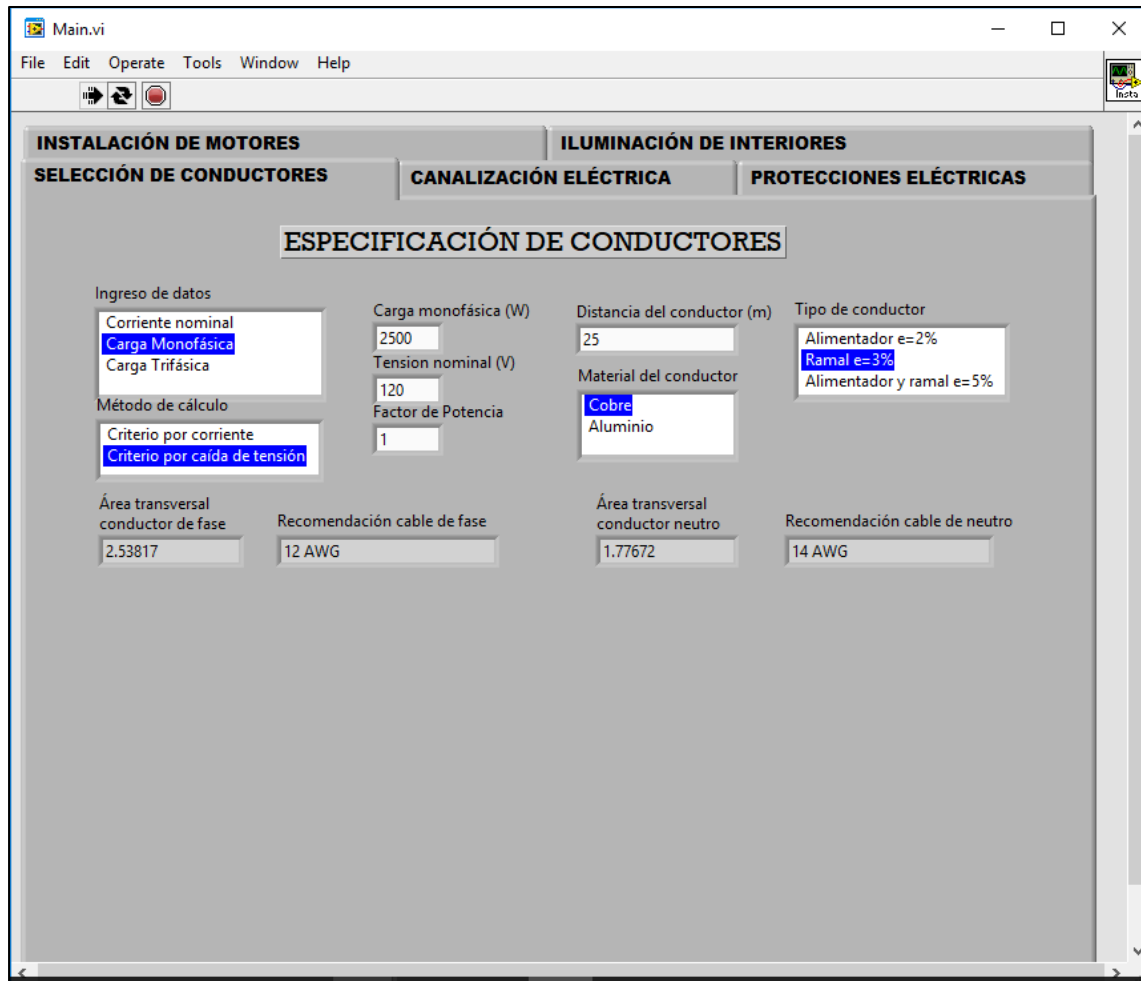 Main.vi
File Edit Operate Tools Window Help
Insta
INSTALACIÓN DE MOTORES
ILUMINACIÓN DE INTERIORES
SELECCIÓN DE CONDUCTORES
CANALIZACIÓN ELÉCTRICA
PROTECCIONES ELÉCTRICAS
ESPECIFICACIÓN DE CONDUCTORES
Ingreso de datos
Corriente nominal
Carga Monofásica
Carga Trifásica
Método de cálculo
Criterio por corriente
Criterio por caída de tensión
Carga monofásica (W)
2500
Tension nominal (V)
120
Factor de Potencia
1
Distancia del conductor (m)
25
Material del conductor
Cobre
Aluminio
Tipo de conductor
Alimentador e=2%
Ramal e=3%
Alimentador y ramal e=5%
Área transversal
conductor de fase
2.53817
Recomendación cable de fase
12 AWG
Área transversal
conductor neutro
1.77672
Recomendación cable de neutro
14 AWG